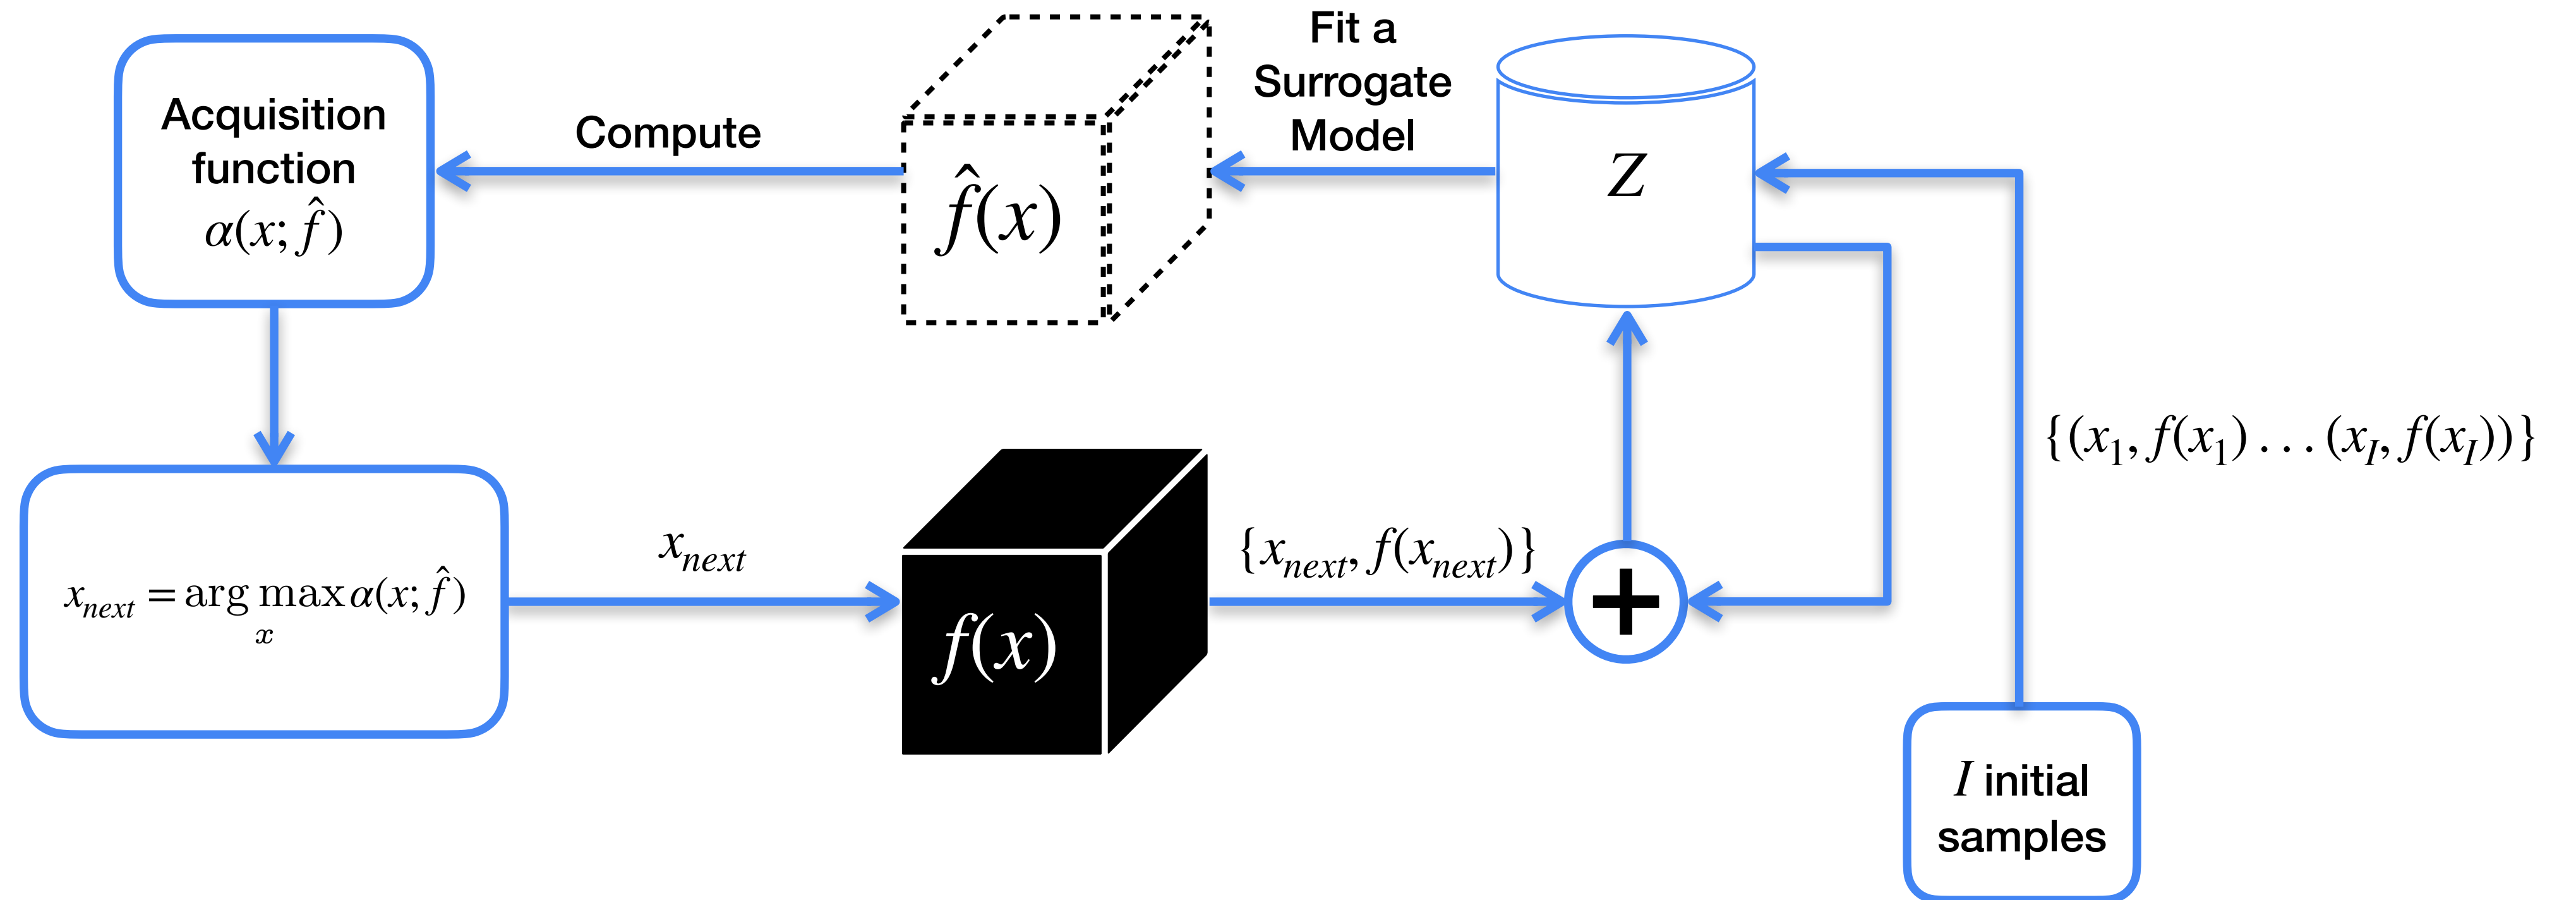 Acquisition
function
α(x; f̂)
Compute
f̂(x)
Fit a
Surrogate
Model
Z
{(x₁, f(x₁) . . . (x_I, f(x_I))}
x_next = arg max α(x; f̂)
x
x_next
f(x)
{x_next, f(x_next)}
+
I initial
samples